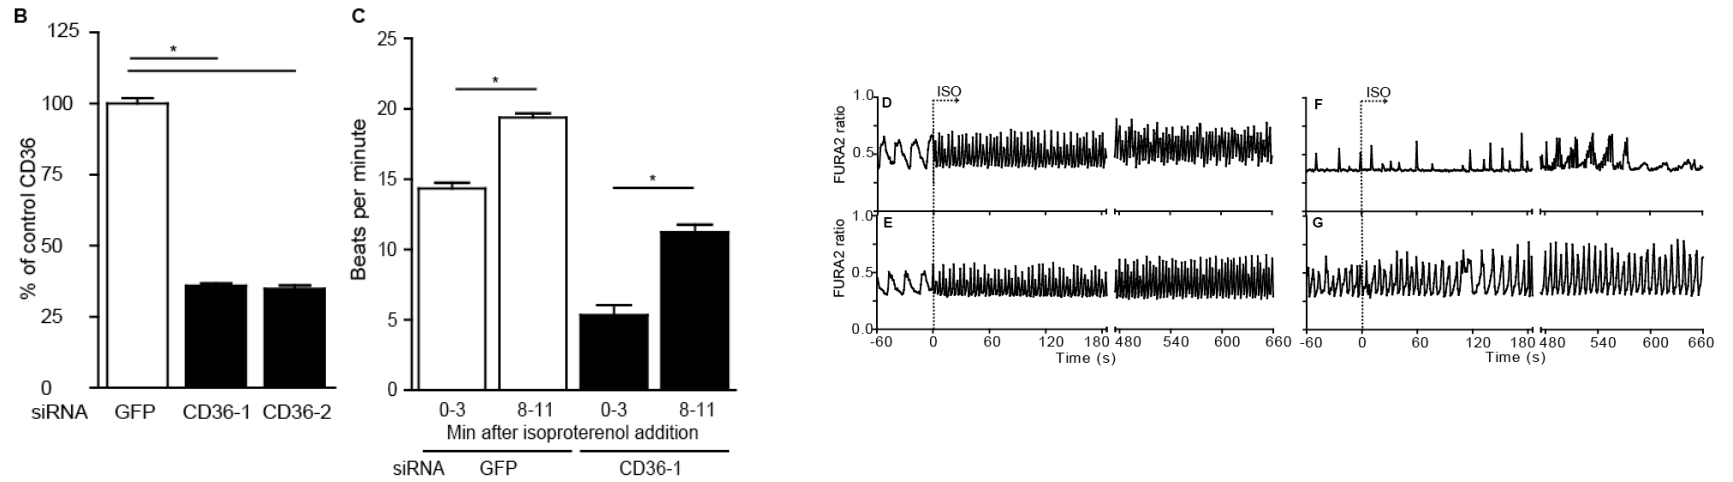 B
% of control CD36
125
100
75
50
25
0
siRNA GFP CD36-1 CD36-2
*
C
Beats per minute
25
20
15
10
5
0
*
*
0-3 8-11 0-3 8-11
Min after isoproterenol addition
siRNA GFP CD36-1
D
ISO
FURA2 ratio
1.0
0.5
E
FURA2 ratio
1.0
0.5
0.0
-60 0 60 120 180 480 540 600 660
Time (s)
F
ISO
G
-60 0 60 120 180 480 540 600 660
Time (s)